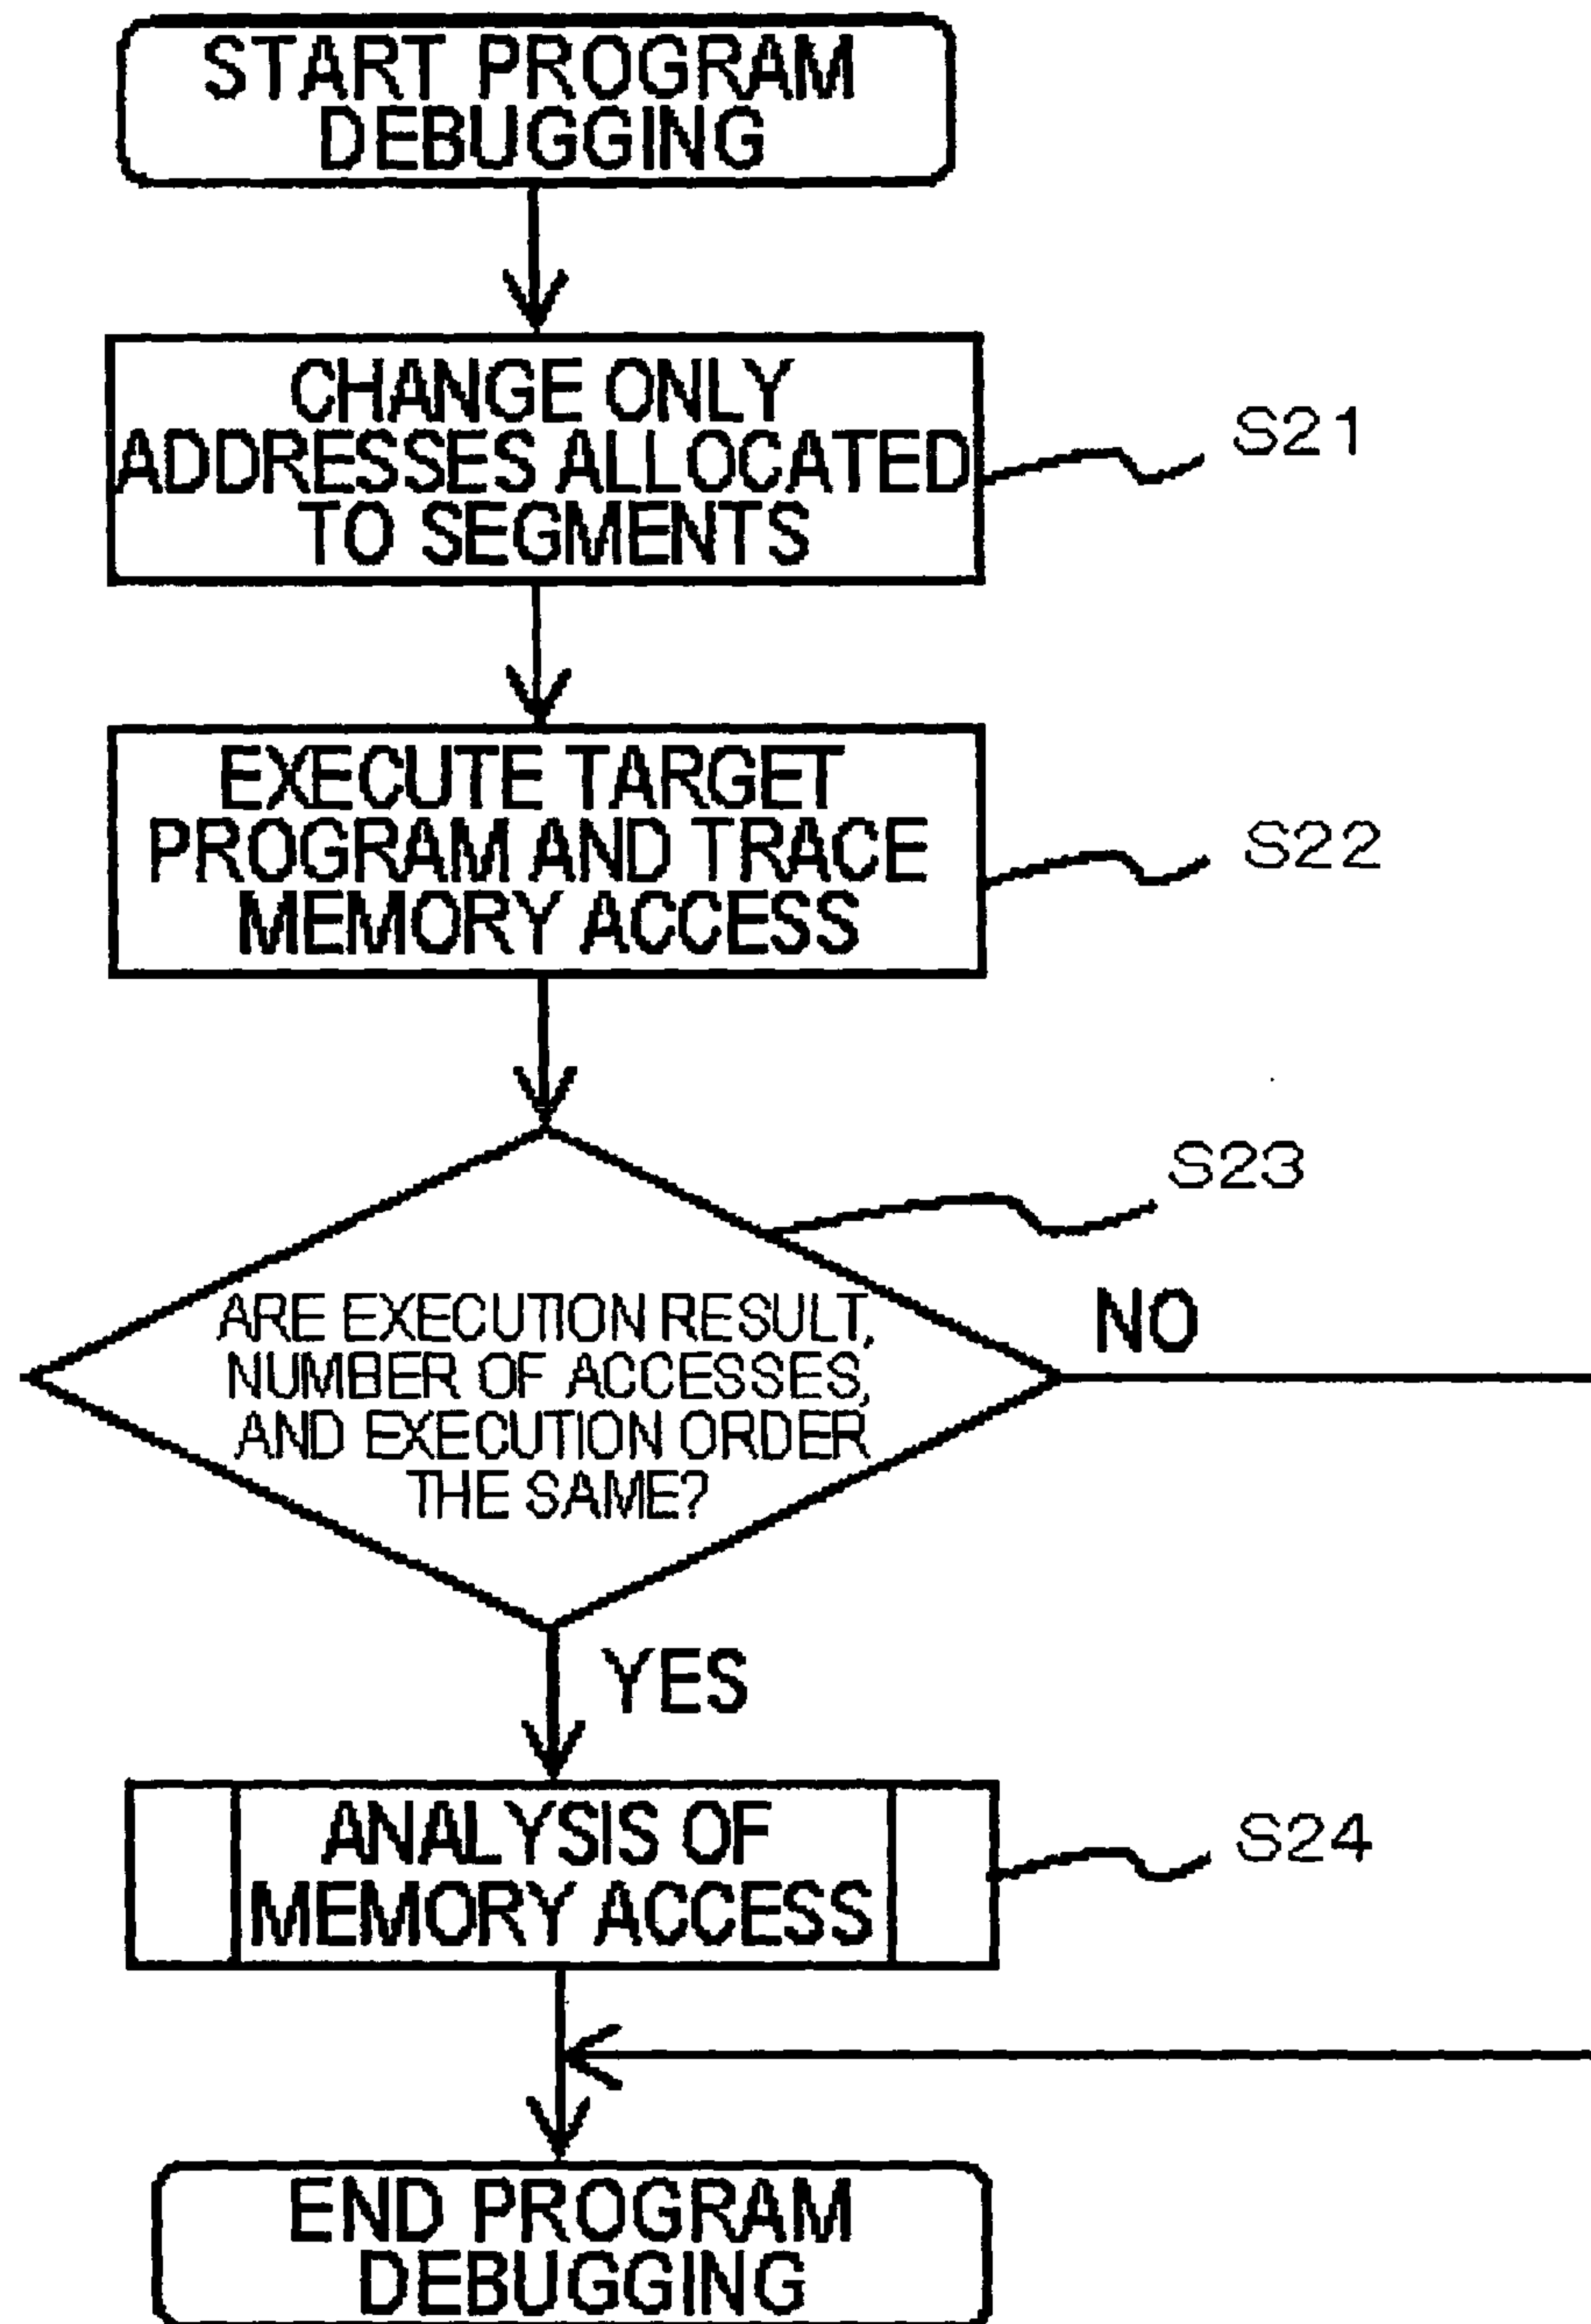 START PROGRAM
DEBUGGING
CHANGE ONLY
ADDRESSES ALLOCATED
TO SEGMENTS
S21
EXECUTE TARGET
PROGRAM AND TRACE
MEMORY ACCESS
S22
S23
ARE EXECUTION RESULT,
NUMBER OF ACCESSES,
AND EXECUTION ORDER
THE SAME?
NO
YES
ANALYSIS OF
MEMORY ACCESS
S24
END PROGRAM
DEBUGGING